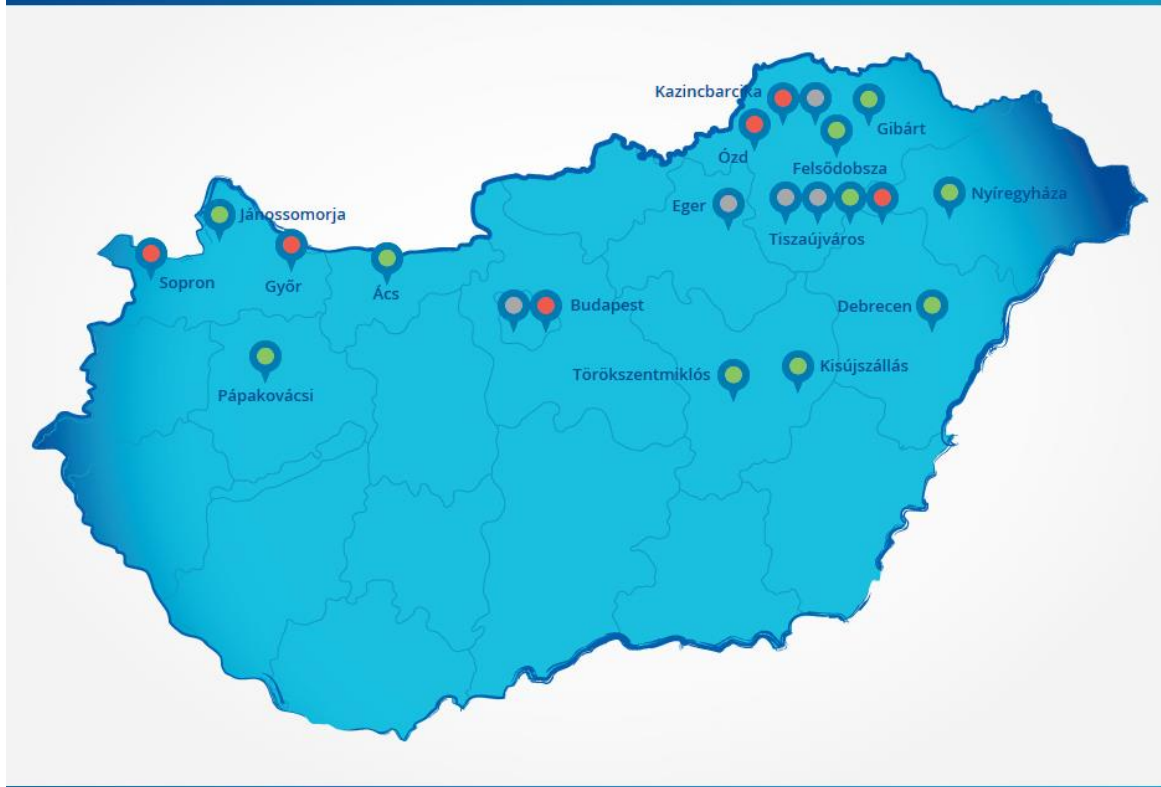 Kazincbarcika
Gibárt
Ózd
Felsődobsza
Eger
Nyíregyháza
Jánossomorja
Tiszaújváros
Sopron
Győr
Ács
Budapest
Debrecen
Törökszentmiklós
Kisújszállás
Pápakovácsi